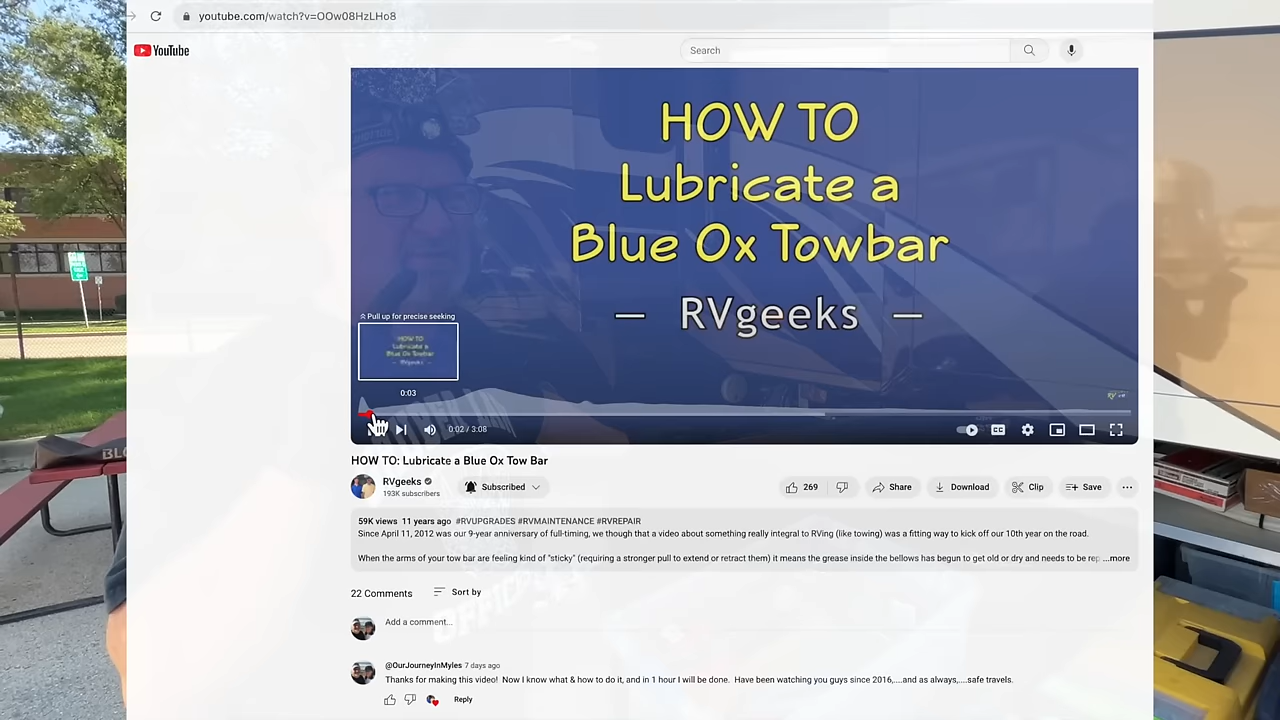 youtube.com/watch?v=OOw08HzLHo8
YouTube
Search
HOW TO
Lubricate a
Blue Ox Towbar
— RVgeeks —
Pull up for precise seeking
HOW TO
Lubricate a
Blue Ox Towbar
— RVgeeks —
0:03
0:02 / 3:08
CC
HOW TO: Lubricate a Blue Ox Tow Bar
RVgeeks
193K subscribers
Subscribed
269
Share
Download
Clip
Save
59K views 11 years ago #RVUPGRADES #RVMAINTENANCE #RVREPAIR
Since April 11, 2012 was our 9-year anniversary of full-timing, we though that a video about something really integral to RVing (like towing) was a fitting way to kick off our 10th year on the road.
When the arms of your tow bar are feeling kind of "sticky" (requiring a stronger pull to extend or retract them) it means the grease inside the bellows has begun to get old or dry and needs to be rep ...more
22 Comments
Sort by
Add a comment...
@OurJourneyInMyles 7 days ago
Thanks for making this video! Now I know what & how to do it, and in 1 hour I will be done. Have been watching you guys since 2016,....and as always,....safe travels.
Reply